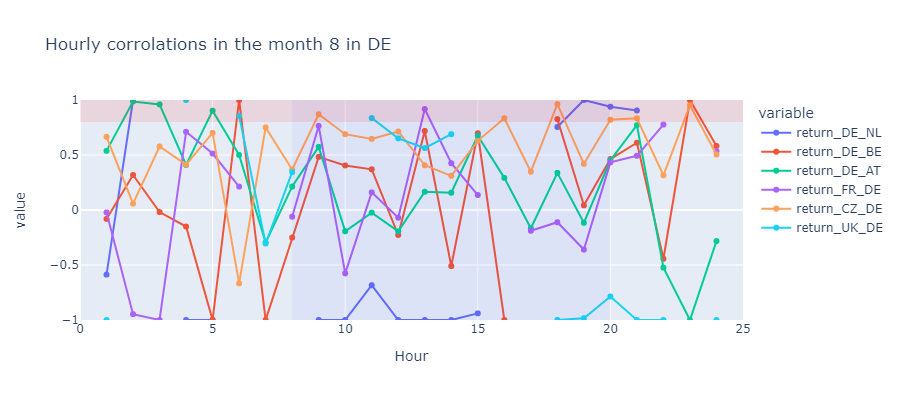 Hourly corrolations in the month 8 in DE
variable
return_DE_NL
return_DE_BE
return_DE_AT
return_FR_DE
return_CZ_DE
return_UK_DE
value
1
0.5
0
−0.5
−1
0 5 10 15 20 25
Hour